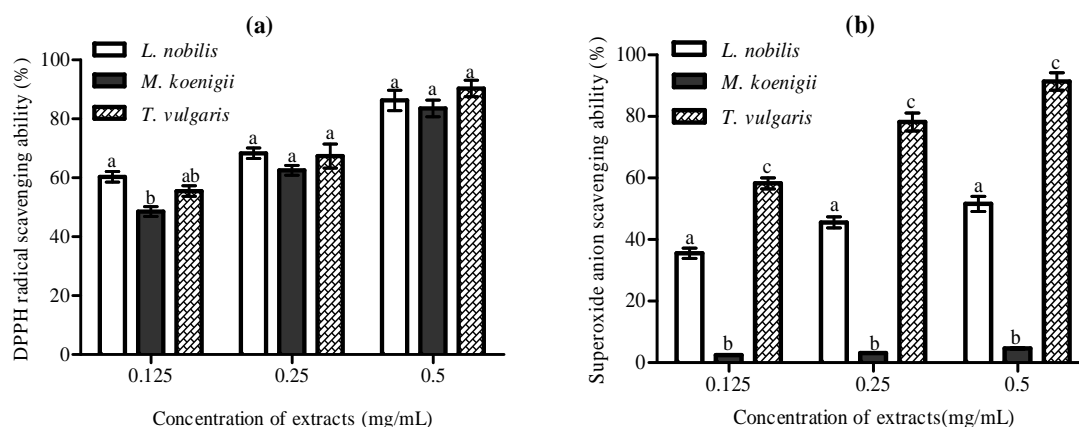 (a)
L. nobilis
M. koenigii
T. vulgaris
DPPH radical scavenging ability (%)
100
80
60
40
20
0
a
b
ab
a
a
a
a
a
a
0.125
0.25
0.5
Concentration of extracts (mg/mL)
(b)
L. nobilis
M. koenigii
T. vulgaris
Superoxide anion scavenging ability (%)
100
80
60
40
20
0
a
b
c
a
b
c
a
b
c
0.125
0.25
0.5
Concentration of extracts(mg/mL)